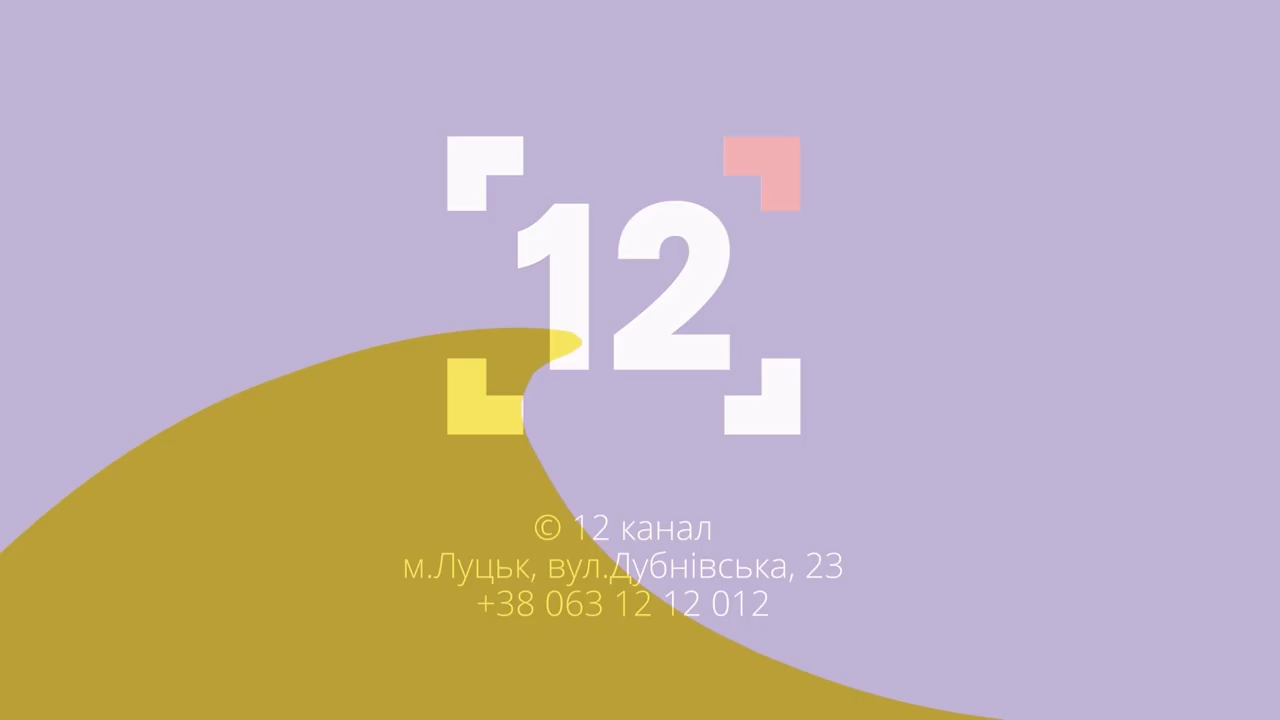 12
© 12 канал
м.Луцьк, вул.Дубнівська, 23
+38 063 12 12 012